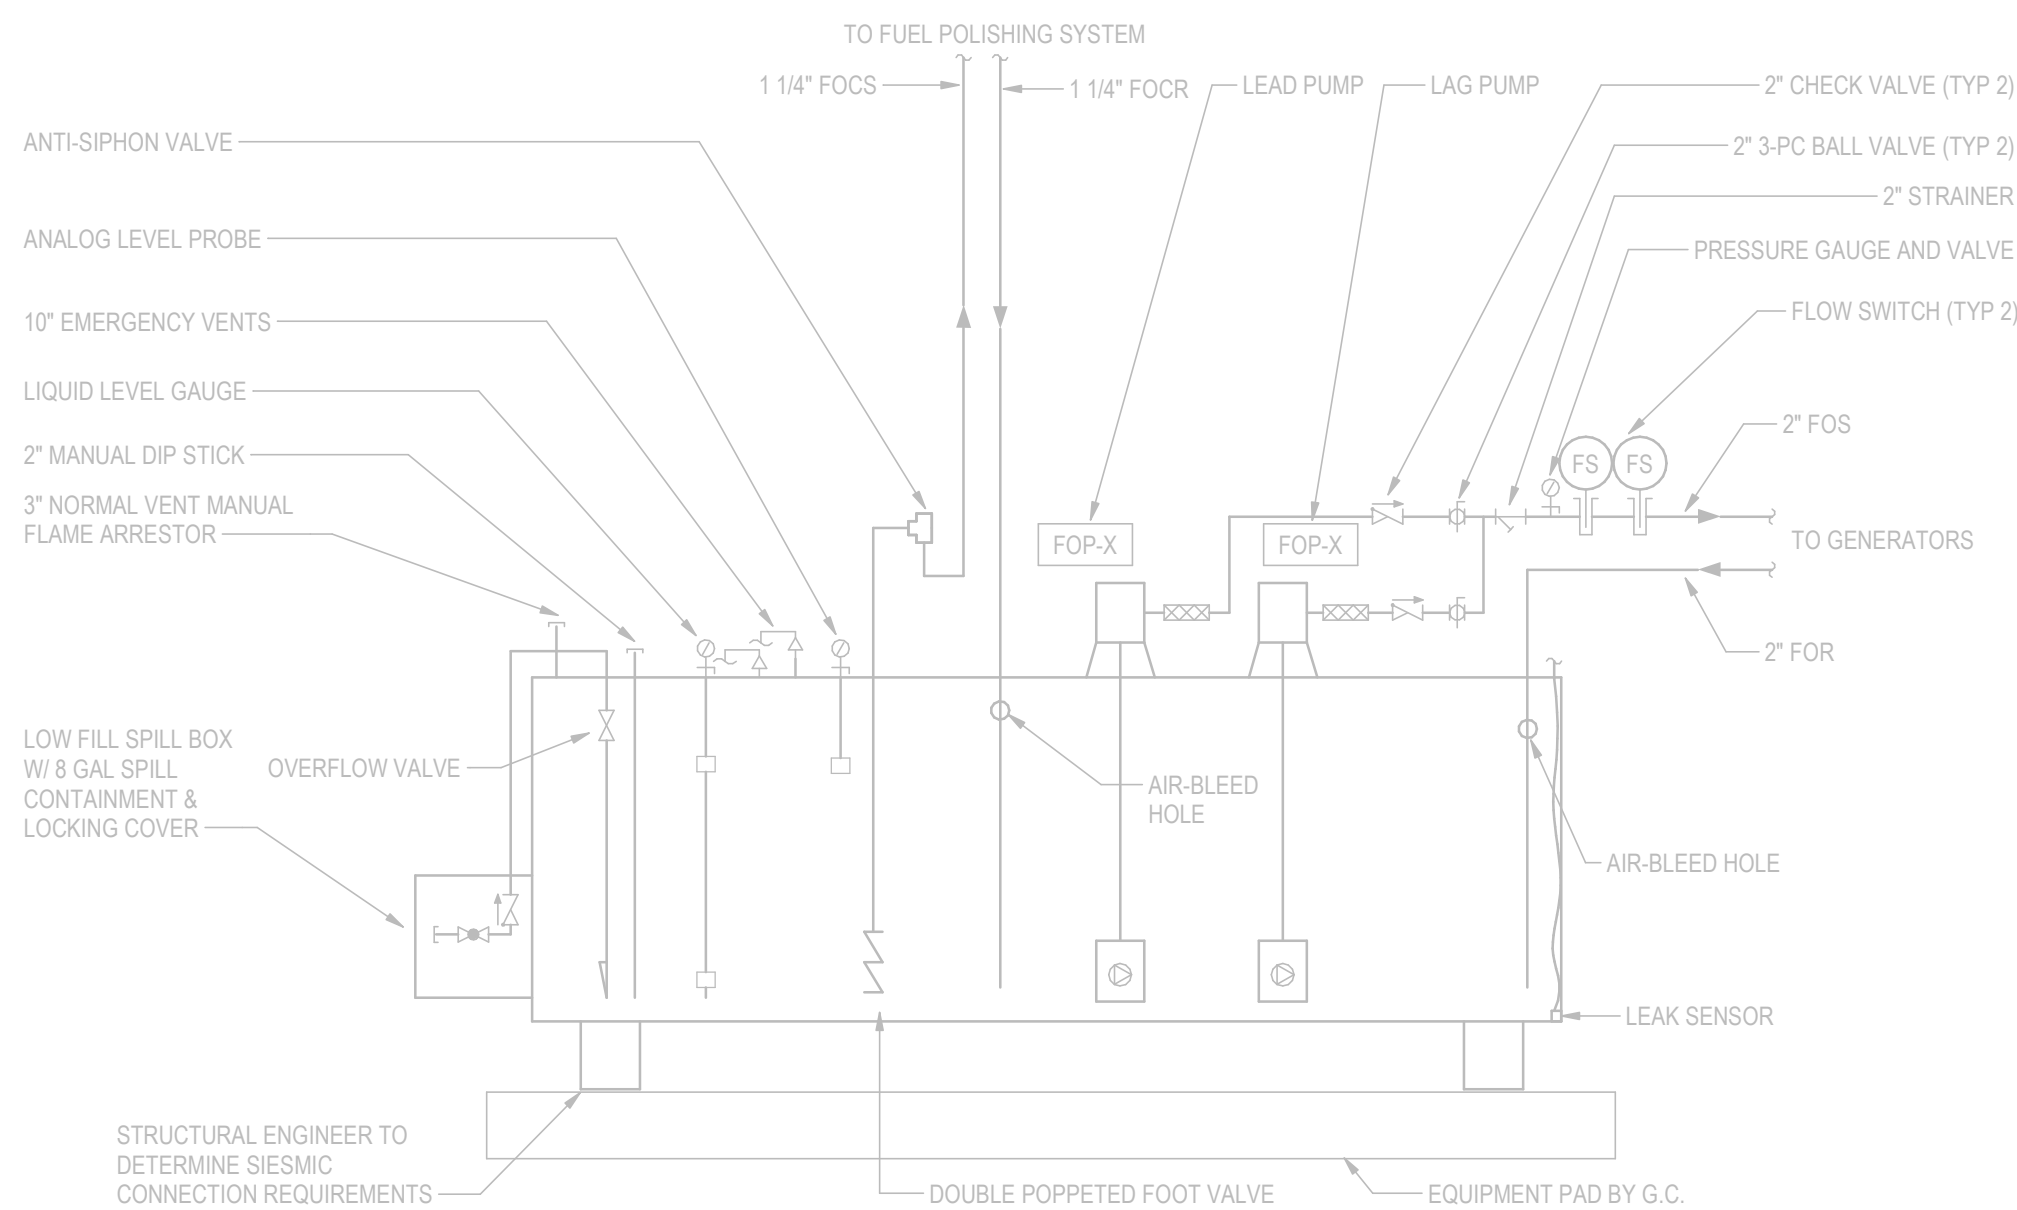 TO FUEL POLISHING SYSTEM
1 1/4" FOCS
1 1/4" FOCR
LEAD PUMP
LAG PUMP
2" CHECK VALVE (TYP 2)
ANTI-SIPHON VALVE
2" 3-PC BALL VALVE (TYP 2)
2" STRAINER
ANALOG LEVEL PROBE
PRESSURE GAUGE AND VALVE
10" EMERGENCY VENTS
FLOW SWITCH (TYP 2)
LIQUID LEVEL GAUGE
2" FOS
2" MANUAL DIP STICK
FS
FS
3" NORMAL VENT MANUAL
FLAME ARRESTOR
FOP-X
FOP-X
TO GENERATORS
2" FOR
LOW FILL SPILL BOX
W/ 8 GAL SPILL
CONTAINMENT &
LOCKING COVER
OVERFLOW VALVE
AIR-BLEED
HOLE
AIR-BLEED HOLE
LEAK SENSOR
STRUCTURAL ENGINEER TO
DETERMINE SIESMIC
CONNECTION REQUIREMENTS
DOUBLE POPPETED FOOT VALVE
EQUIPMENT PAD BY G.C.